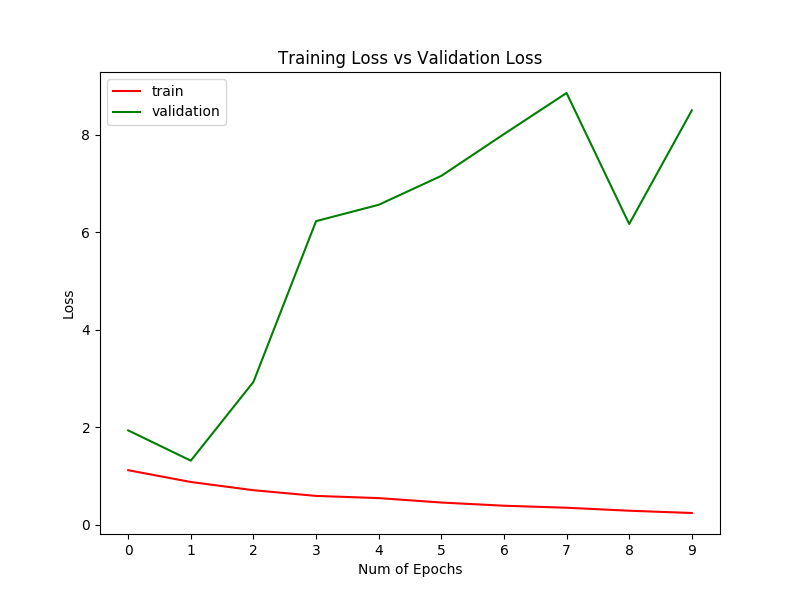 Training Loss vs Validation Loss
train
validation
Loss
8
6
4
2
0
0 1 2 3 4 5 6 7 8 9
Num of Epochs